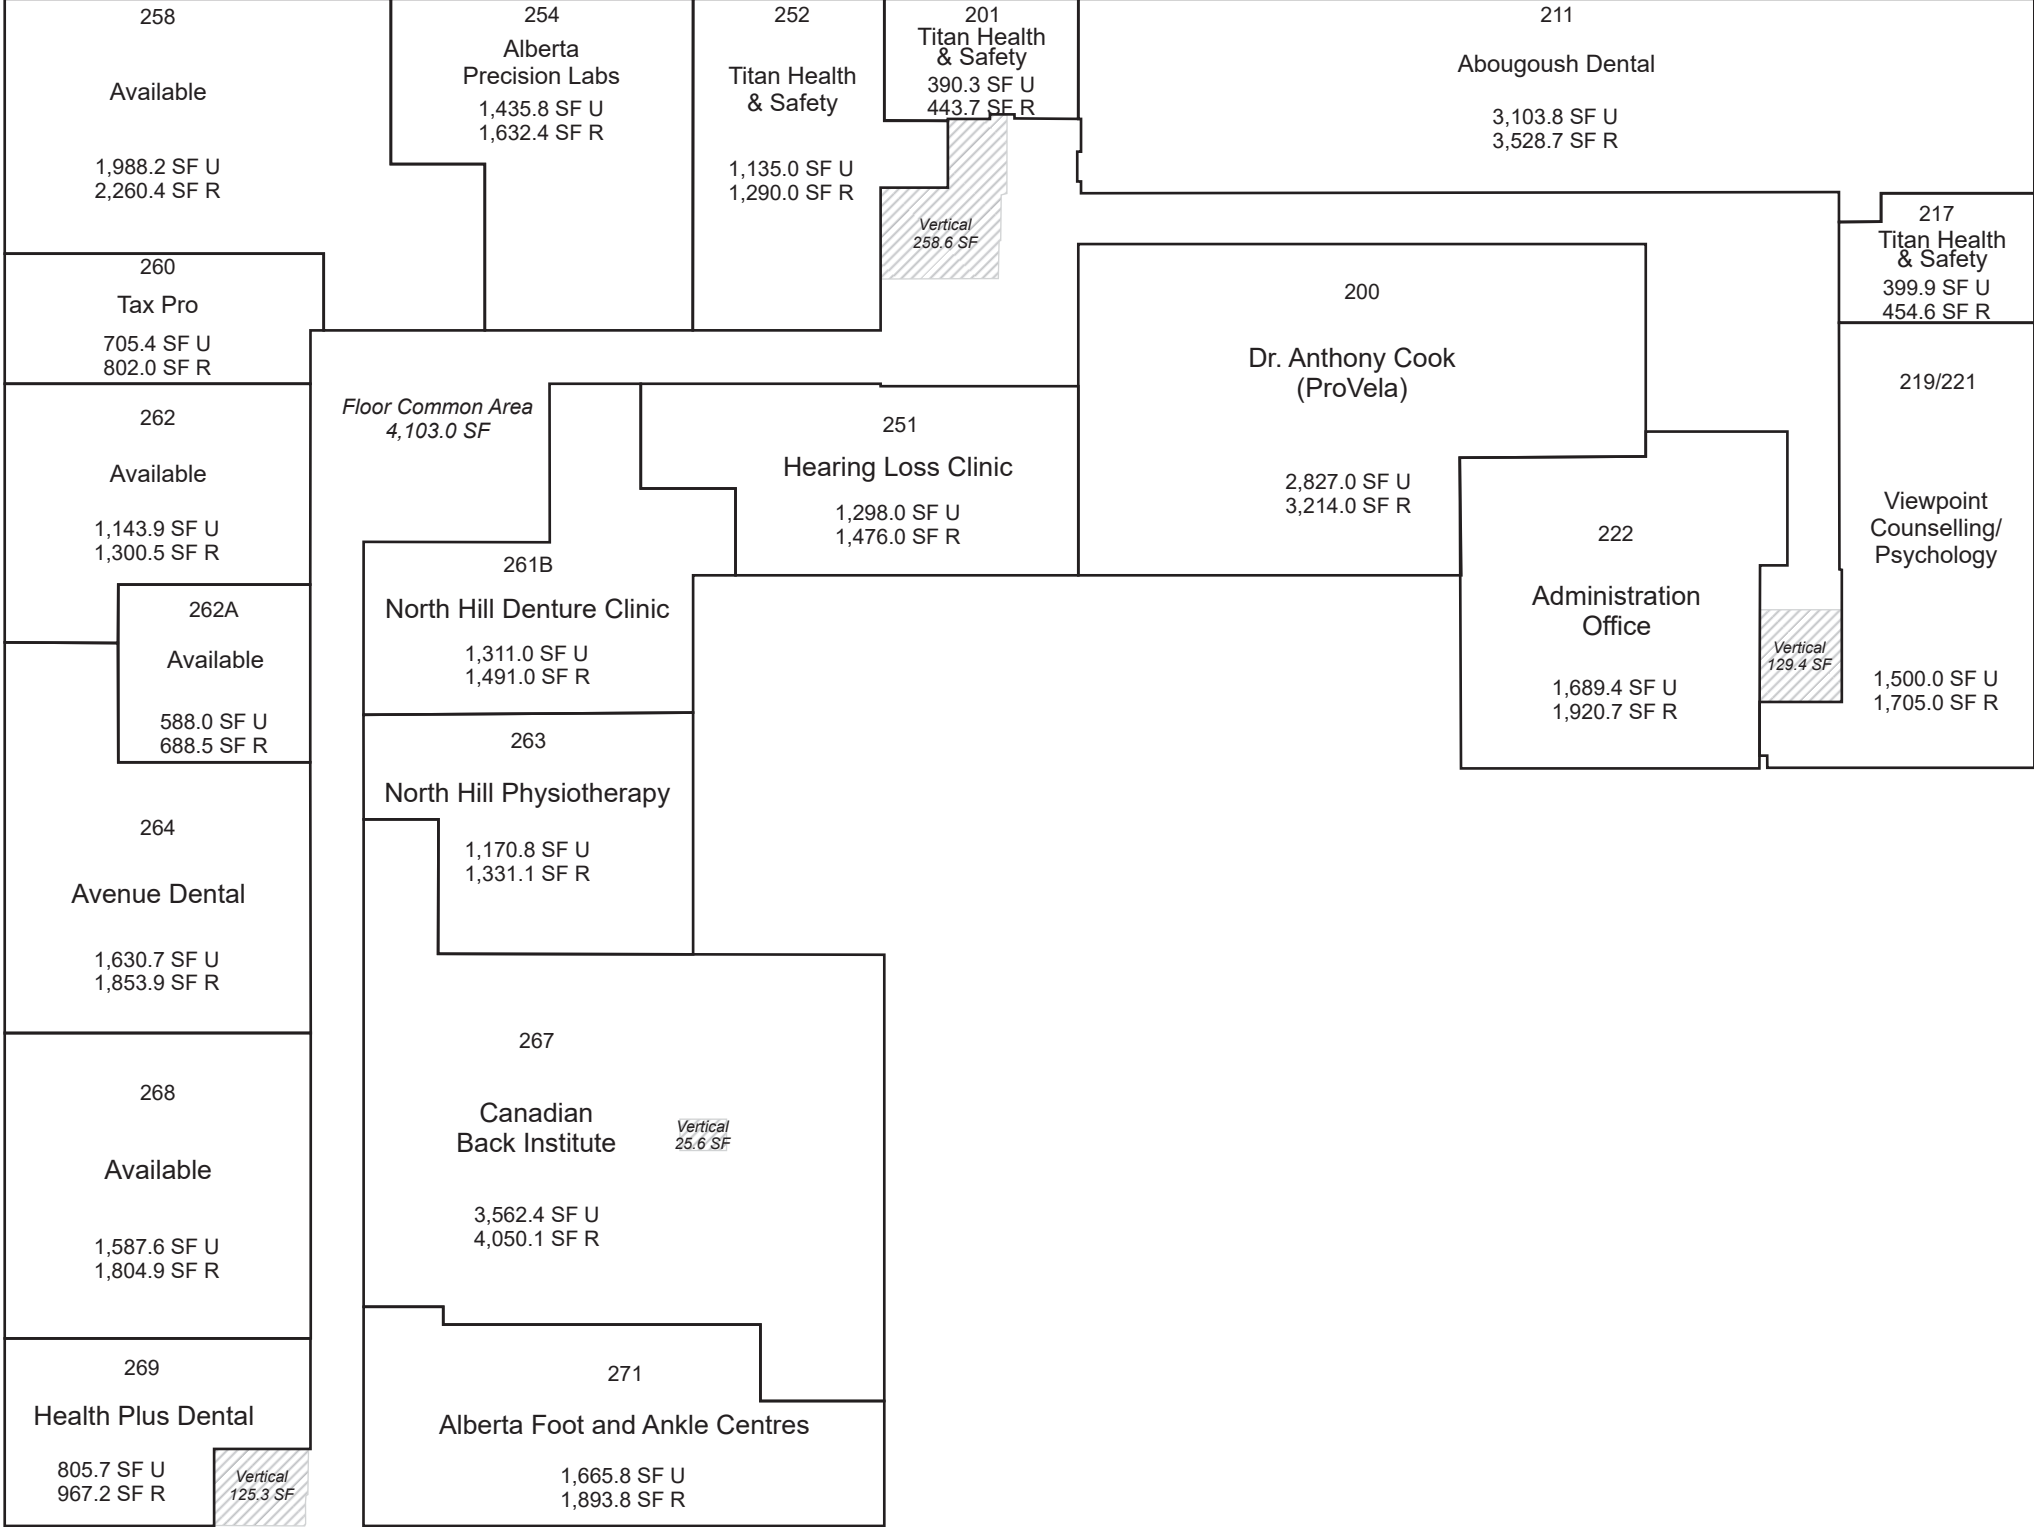 258
Available
1,988.2 SF U
2,260.4 SF R
254
Alberta
Precision Labs
1,435.8 SF U
1,632.4 SF R
252
Titan Health
& Safety
1,135.0 SF U
1,290.0 SF R
201
Titan Health
& Safety
390.3 SF U
443.7 SF R
211
Abougoush Dental
3,103.8 SF U
3,528.7 SF R
Vertical
258.6 SF
217
Titan Health
& Safety
399.9 SF U
454.6 SF R
260
Tax Pro
705.4 SF U
802.0 SF R
200
Dr. Anthony Cook
(ProVela)
2,827.0 SF U
3,214.0 SF R
219/221
Viewpoint
Counselling/
Psychology
1,500.0 SF U
1,705.0 SF R
262
Available
1,143.9 SF U
1,300.5 SF R
Floor Common Area
4,103.0 SF
251
Hearing Loss Clinic
1,298.0 SF U
1,476.0 SF R
222
Administration
Office
1,689.4 SF U
1,920.7 SF R
Vertical
129.4 SF
262A
Available
588.0 SF U
688.5 SF R
261B
North Hill Denture Clinic
1,311.0 SF U
1,491.0 SF R
263
North Hill Physiotherapy
1,170.8 SF U
1,331.1 SF R
264
Avenue Dental
1,630.7 SF U
1,853.9 SF R
267
Canadian
Back Institute
3,562.4 SF U
4,050.1 SF R
Vertical
25.6 SF
268
Available
1,587.6 SF U
1,804.9 SF R
269
Health Plus Dental
805.7 SF U
967.2 SF R
Vertical
125.3 SF
271
Alberta Foot and Ankle Centres
1,665.8 SF U
1,893.8 SF R